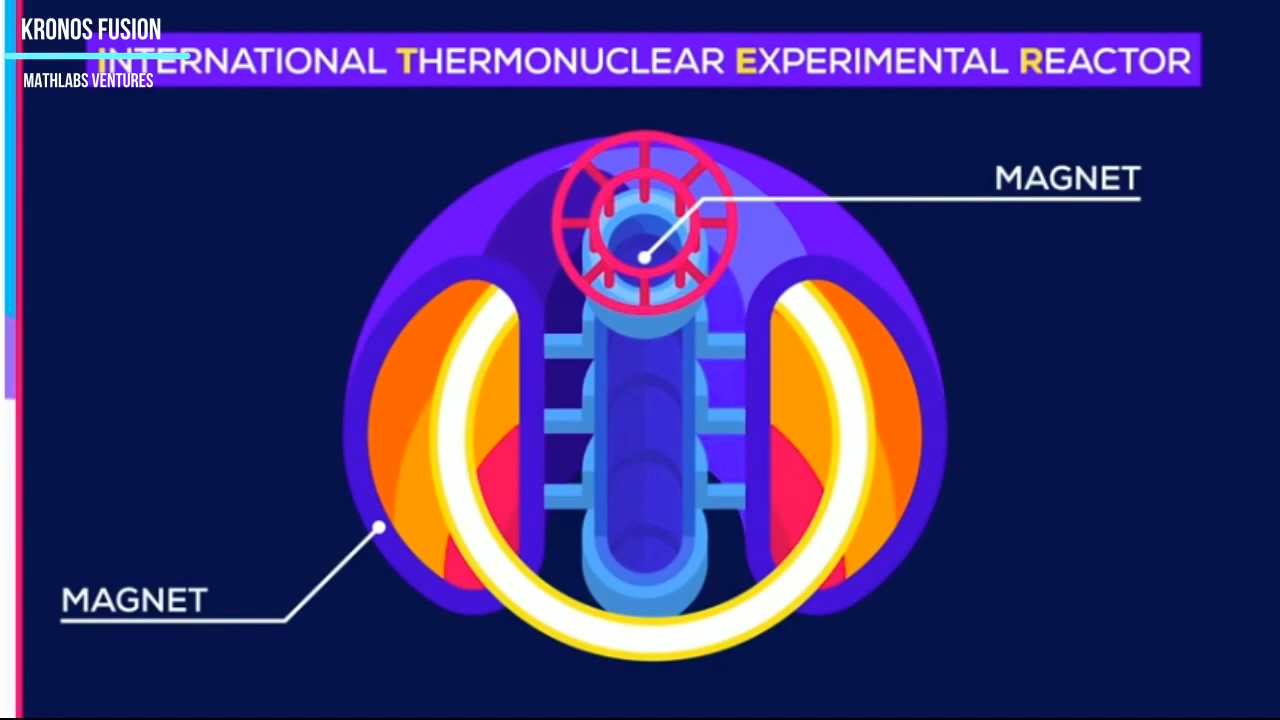 KRONOS FUSION
INTERNATIONAL THERMONUCLEAR EXPERIMENTAL REACTOR
MATHLABS VENTURES
MAGNET
MAGNET